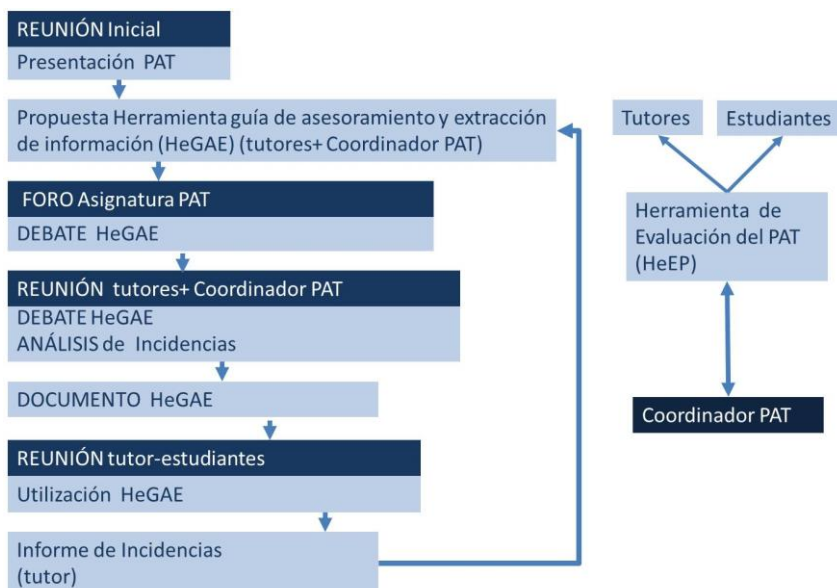 REUNIÓN Inicial
Presentación PAT
Propuesta Herramienta guía de asesoramiento y extracción
de información (HeGAE) (tutores+ Coordinador PAT)
FORO Asignatura PAT
DEBATE HeGAE
REUNIÓN tutores+ Coordinador PAT
DEBATE HeGAE
ANÁLISIS de Incidencias
DOCUMENTO HeGAE
REUNIÓN tutor-estudiantes
Utilización HeGAE
Informe de Incidencias
(tutor)
Tutores
Estudiantes
Herramienta de
Evaluación del PAT
(HeEP)
Coordinador PAT